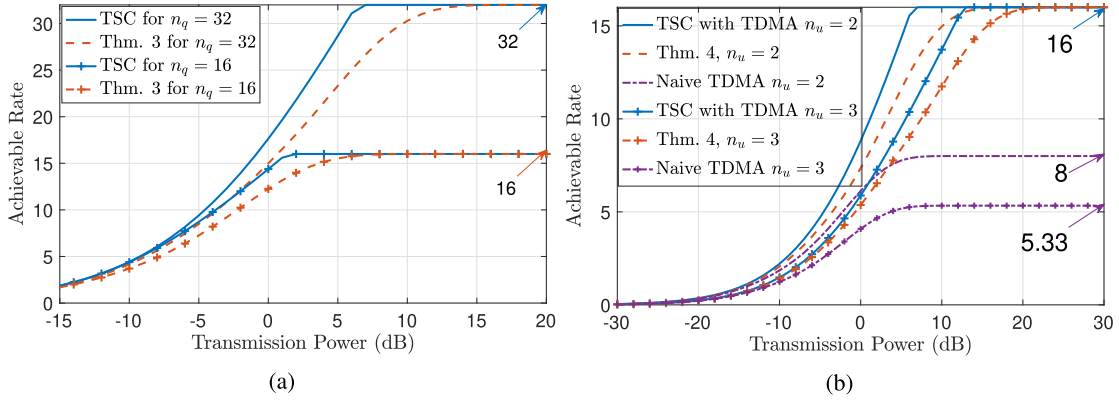 TSC for n_q = 32
Thm. 3 for n_q = 32
TSC for n_q = 16
Thm. 3 for n_q = 16
32
16
30
25
20
15
10
5
0
-15
-10
-5
0
5
10
15
20
Achievable Rate
Transmission Power (dB)
(a)
TSC with TDMA n_u = 2
Thm. 4, n_u = 2
Naive TDMA n_u = 2
TSC with TDMA n_u = 3
Thm. 4, n_u = 3
Naive TDMA n_u = 3
16
8
5.33
15
10
5
0
-30
-20
-10
0
10
20
30
Achievable Rate
Transmission Power (dB)
(b)